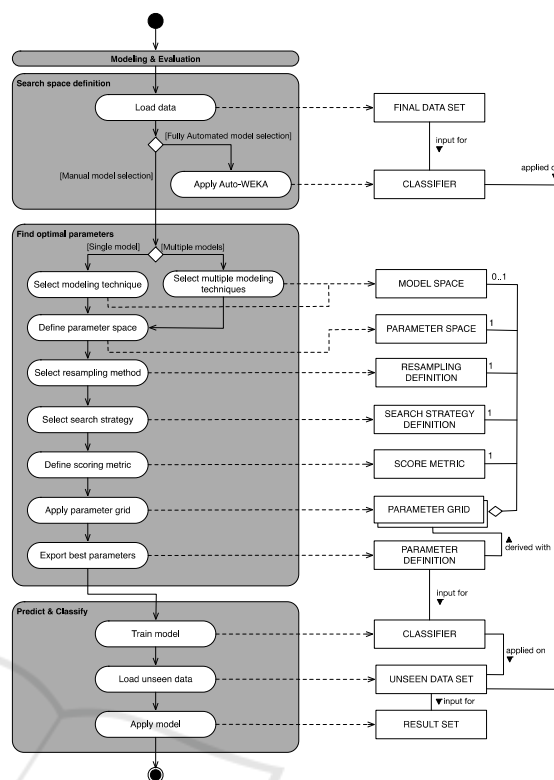 Modeling & Evaluation
Search space definition
Load data
FINAL DATA SET
[Fully Automated model selection]
input for
applied
[Manual model selection]
Apply Auto-WEKA
CLASSIFIER
Find optimal parameters
[Single model]
[Multiple models]
Select modeling technique
Select multiple modeling
techniques
MODEL SPACE
0..1
Define parameter space
PARAMETER SPACE
1
Select resampling method
RESAMPLING
DEFINITION
1
Select search strategy
SEARCH STRATEGY
DEFINITION
1
Define scoring metric
SCORE METRIC
1
Apply parameter grid
PARAMETER GRID
Export best parameters
PARAMETER
DEFINITION
derived with
input for
Predict & Classify
Train model
CLASSIFIER
applied on
Load unseen data
UNSEEN DATA SET
input for
Apply model
RESULT SET